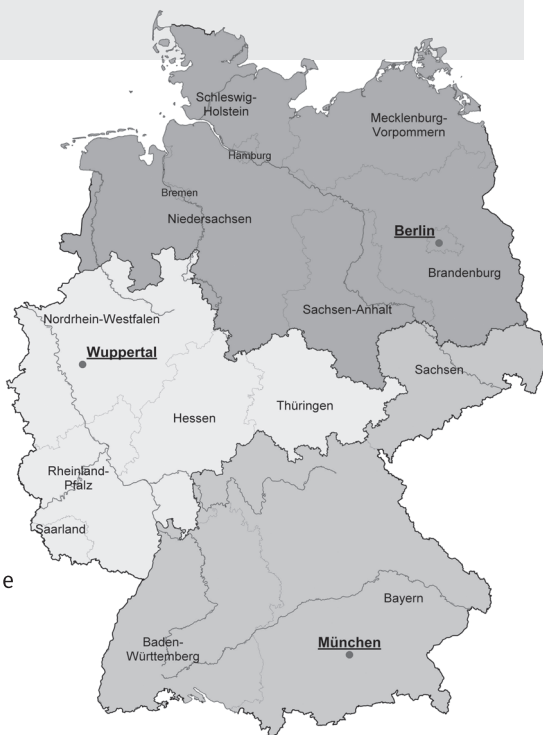 Schleswig-
Holstein
Mecklenburg-
Vorpommern
Hamburg
Bremen
Niedersachsen
Berlin
Brandenburg
Sachsen-Anhalt
Nordrhein-Westfalen
Wuppertal
Sachsen
Thüringen
Hessen
Rheinland-
Pfalz
Saarland
e
Bayern
Baden-
Württemberg
München